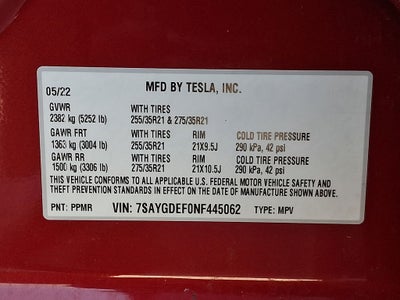 05/22 MFD BY TESLA, INC.
GVWR WITH TIRES
2382 kg (5252 lb) 255/35R21 & 275/35R21
GAWR FRT WITH TIRES RIM COLD TIRE PRESSURE
1363 kg (3004 lb) 255/35R21 21X9.5J 290 kPa, 42 psi
GAWR RR WITH TIRES RIM COLD TIRE PRESSURE
1500 kg (3306 lb) 275/35R21 21X10.5J 290 kPa, 42 psi
THIS VEHICLE CONFORMS TO ALL APPLICABLE U.S. FEDERAL MOTOR VEHICLE SAFETY AND
THEFT PREVENTION STANDARDS IN EFFECT ON THE DATE OF MANUFACTURE SHOWN ABOVE.
PNT: PPMR VIN: 7SAYGDEF0NF445062 TYPE: MPV